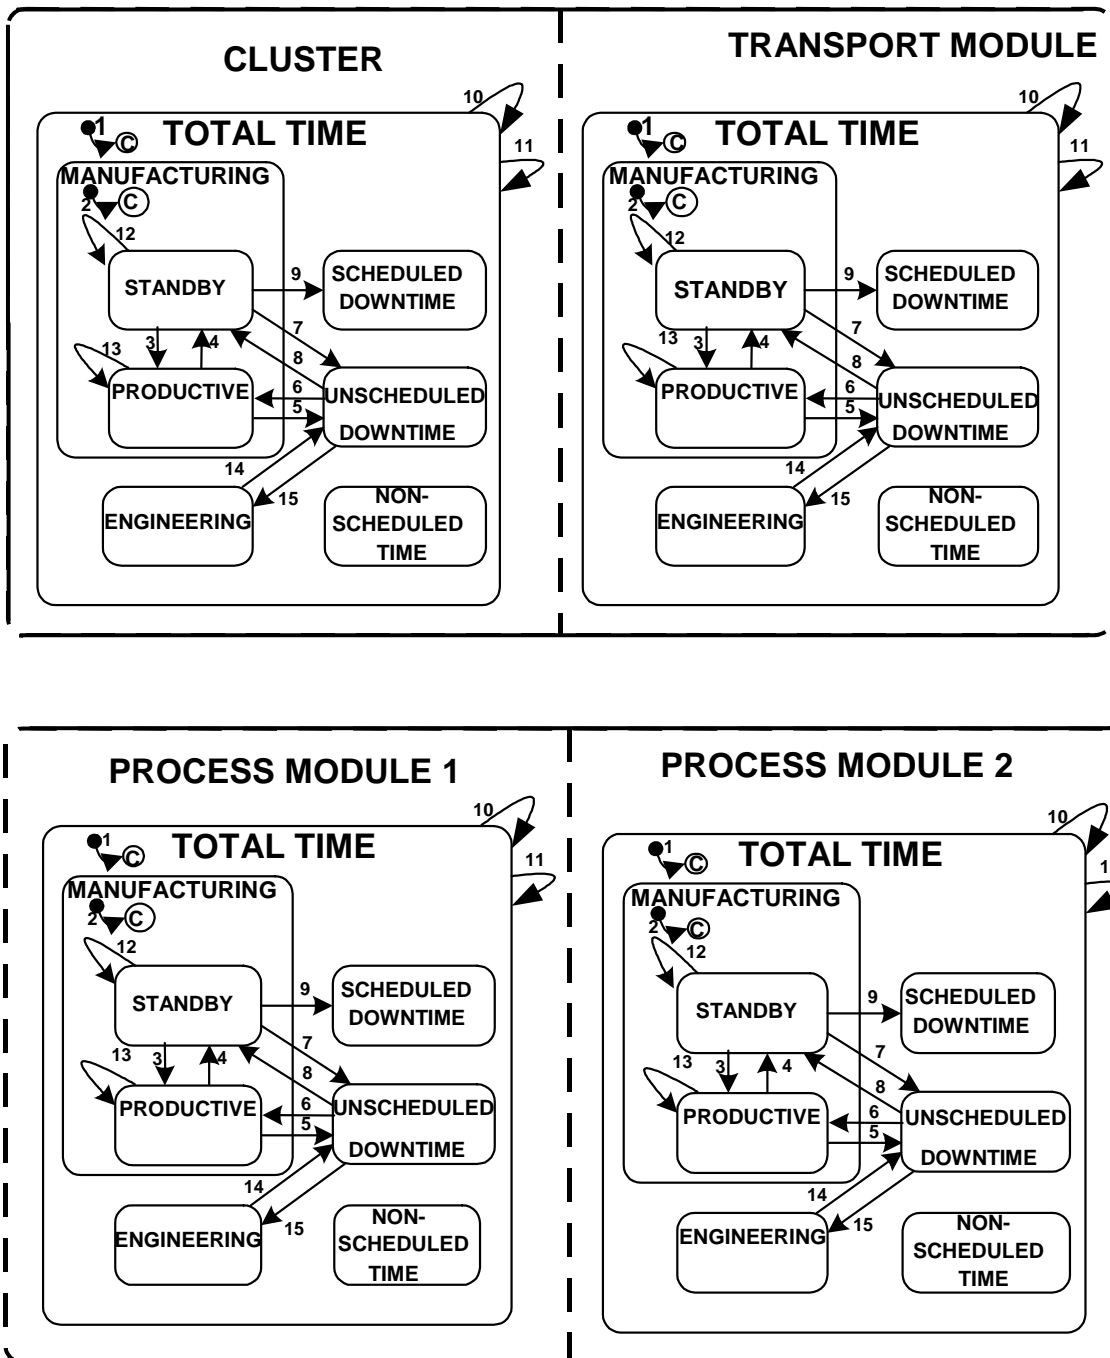 CLUSTER
10
1
TOTAL TIME
C
11
MANUFACTURING
2
C
12
STANDBY
9
SCHEDULED
DOWNTIME
7
3
4
8
13
PRODUCTIVE
6
5
UNSCHEDULED
DOWNTIME
14
15
ENGINEERING
NON-
SCHEDULED
TIME
TRANSPORT MODULE
10
1
TOTAL TIME
C
11
MANUFACTURING
2
C
12
STANDBY
9
SCHEDULED
DOWNTIME
7
3
4
8
13
PRODUCTIVE
6
5
UNSCHEDULED
DOWNTIME
14
15
ENGINEERING
NON-
SCHEDULED
TIME
PROCESS MODULE 1
10
1
TOTAL TIME
C
11
MANUFACTURING
2
C
12
STANDBY
9
SCHEDULED
DOWNTIME
7
3
4
8
13
PRODUCTIVE
6
5
UNSCHEDULED
DOWNTIME
14
15
ENGINEERING
NON-
SCHEDULED
TIME
PROCESS MODULE 2
10
1
TOTAL TIME
C
1
MANUFACTURING
2
C
12
STANDBY
9
SCHEDULED
DOWNTIME
7
3
4
8
13
PRODUCTIVE
6
5
UNSCHEDULED
DOWNTIME
14
15
ENGINEERING
NON-
SCHEDULED
TIME